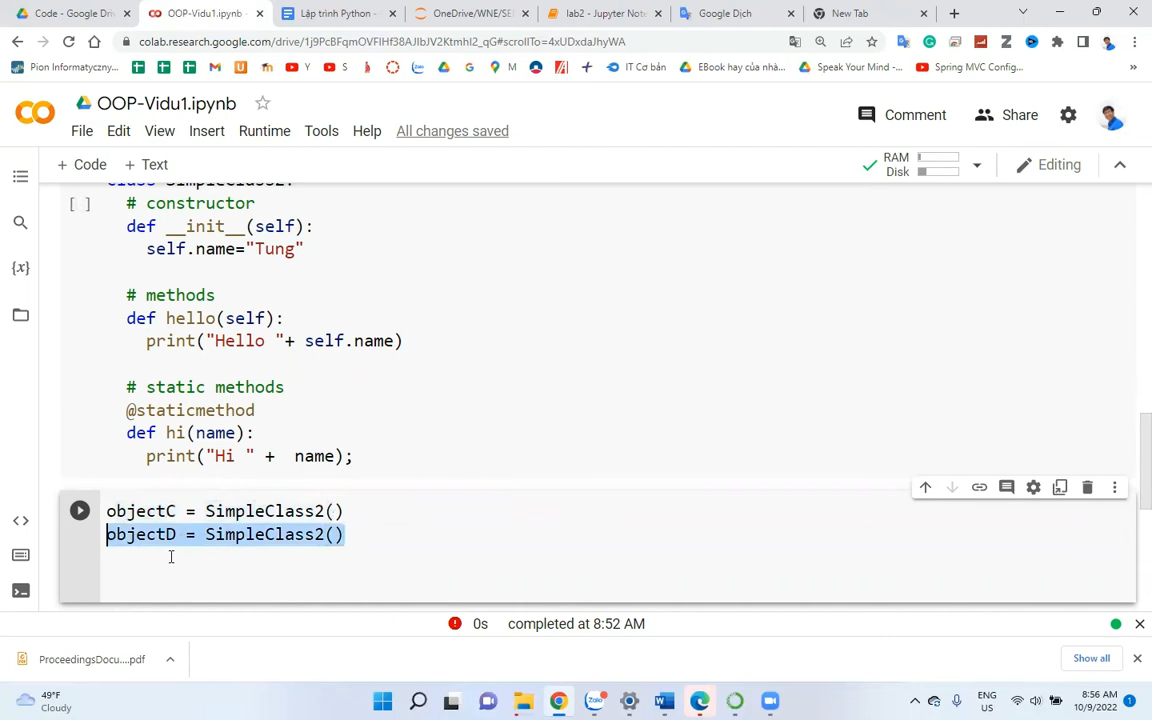 Code - Google Dri
OOP-Vidu1.ipynb
Lập trình Python -
OneDrive/WNE/SE
lab2 - Jupyter Note
Google Dịch
New Tab
colab.research.google.com/drive/1j9PcBFqmOVFlHf38AJIbJV2KtmhI2_qG#scrollTo=4xUDxdaJhyWA
Pion Informatyczny...
Y
S
M
IT Cơ bản
EBook hay của nhà...
Speak Your Mind -...
Spring MVC Config...
OOP-Vidu1.ipynb
Comment
Share
File Edit View Insert Runtime Tools Help All changes saved
+ Code + Text
RAM
Disk
Editing
class SimpleClass2:
[ ]
# constructor
def __init__(self):
self.name="Tung"
# methods
def hello(self):
print("Hello "+ self.name)
# static methods
@staticmethod
def hi(name):
print("Hi " + name);
objectC = SimpleClass2()
objectD = SimpleClass2()
0s completed at 8:52 AM
ProceedingsDocu....pdf
Show all
49°F
Cloudy
ENG
US
8:56 AM
10/9/2022